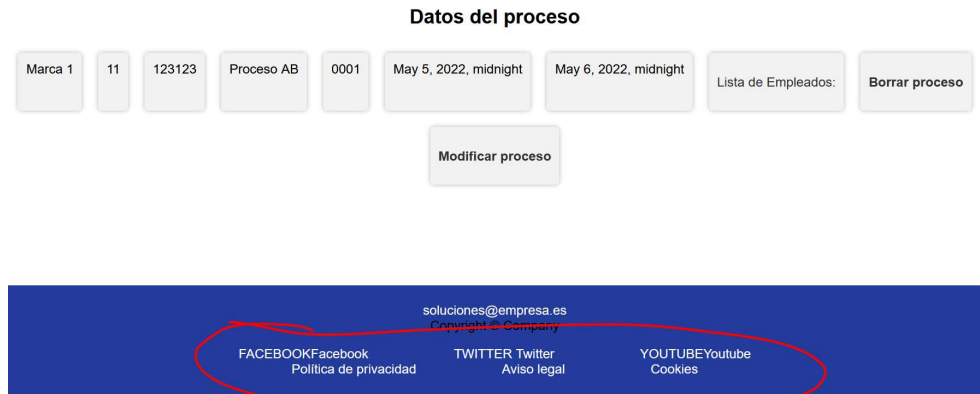 Datos del proceso
Marca 1 11 123123 Proceso AB 0001 May 5, 2022, midnight May 6, 2022, midnight Lista de Empleados: Borrar proceso
Modificar proceso
soluciones@empresa.es
Copyright © Company
FACEBOOKFacebook TWITTER Twitter YOUTUBEYoutube
Política de privacidad Aviso legal Cookies